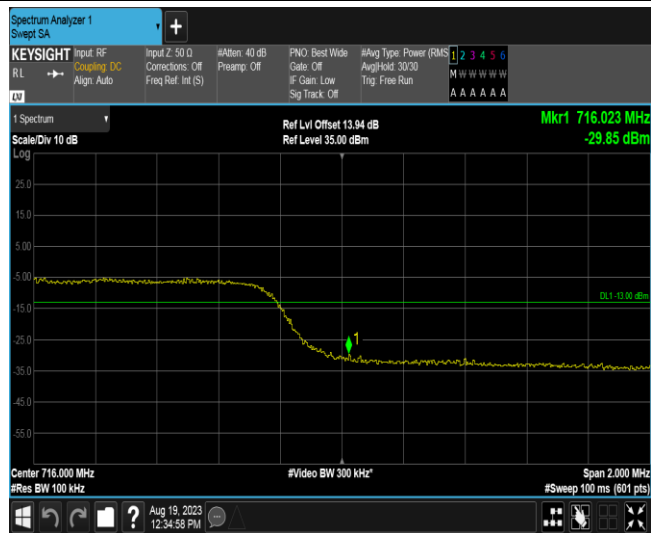 Spectrum Analyzer 1
Swept SA
+
KEYSIGHT
RL
LXI
Input: RF
Coupling: DC
Align: Auto
Input Z: 50 Ω
Corrections: Off
Freq Ref: Int (S)
#Atten: 40 dB
Preamp: Off
PNO: Best Wide
Gate: Off
IF Gain: Low
Sig Track: Off
#Avg Type: Power (RMS
Avg|Hold: 30/30
Trig: Free Run
1 2 3 4 5 6
M W W W W W
A A A A A A
1 Spectrum
Scale/Div 10 dB
Log
Ref Lvl Offset 13.94 dB
Ref Level 35.00 dBm
Mkr1 716.023 MHz
-29.85 dBm
25.0
15.0
5.00
-5.00
DL1 -13.00 dBm
-15.0
-25.0
1
-35.0
-45.0
-55.0
Center 716.000 MHz
#Res BW 100 kHz
#Video BW 300 kHz*
Span 2.000 MHz
#Sweep 100 ms (601 pts)
?
Aug 19, 2023
12:34:58 PM